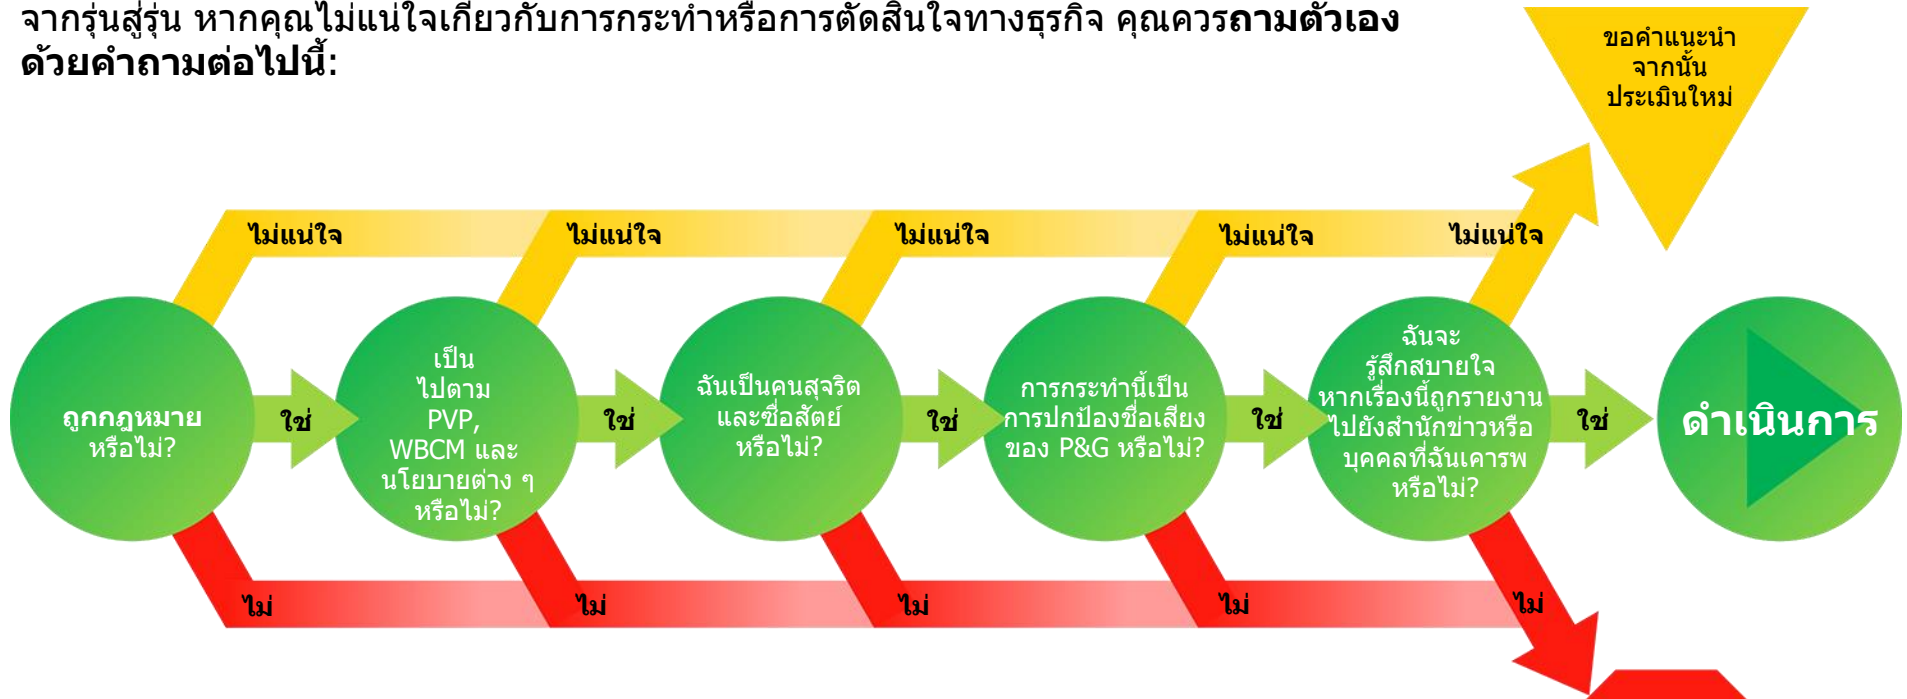 จากรุ่นสู่รุ่น หากคุณไม่แน่ใจเกี่ยวกับการกระทำหรือการตัดสินใจทางธุรกิจ คุณควรถามตัวเอง
ด้วยคำถามต่อไปนี้:
ขอคำแนะนำ
จากนั้น
ประเมินใหม่
ไม่แน่ใจ
ไม่แน่ใจ
ไม่แน่ใจ
ไม่แน่ใจ
ไม่แน่ใจ
ถูกกฎหมาย
หรือไม่?
ใช่
เป็น
ไปตาม
PVP,
WBCM และ
นโยบายต่าง ๆ
หรือไม่?
ใช่
ฉันเป็นคนสุจริต
และซื่อสัตย์
หรือไม่?
ใช่
การกระทำนี้เป็น
การปกป้องชื่อเสียง
ของ P&G หรือไม่?
ใช่
ฉันจะ
รู้สึกสบายใจ
หากเรื่องนี้ถูกรายงาน
ไปยังสำนักข่าวหรือ
บุคคลที่ฉันเคารพ
หรือไม่?
ใช่
ดำเนินการ
ไม่
ไม่
ไม่
ไม่
ไม่